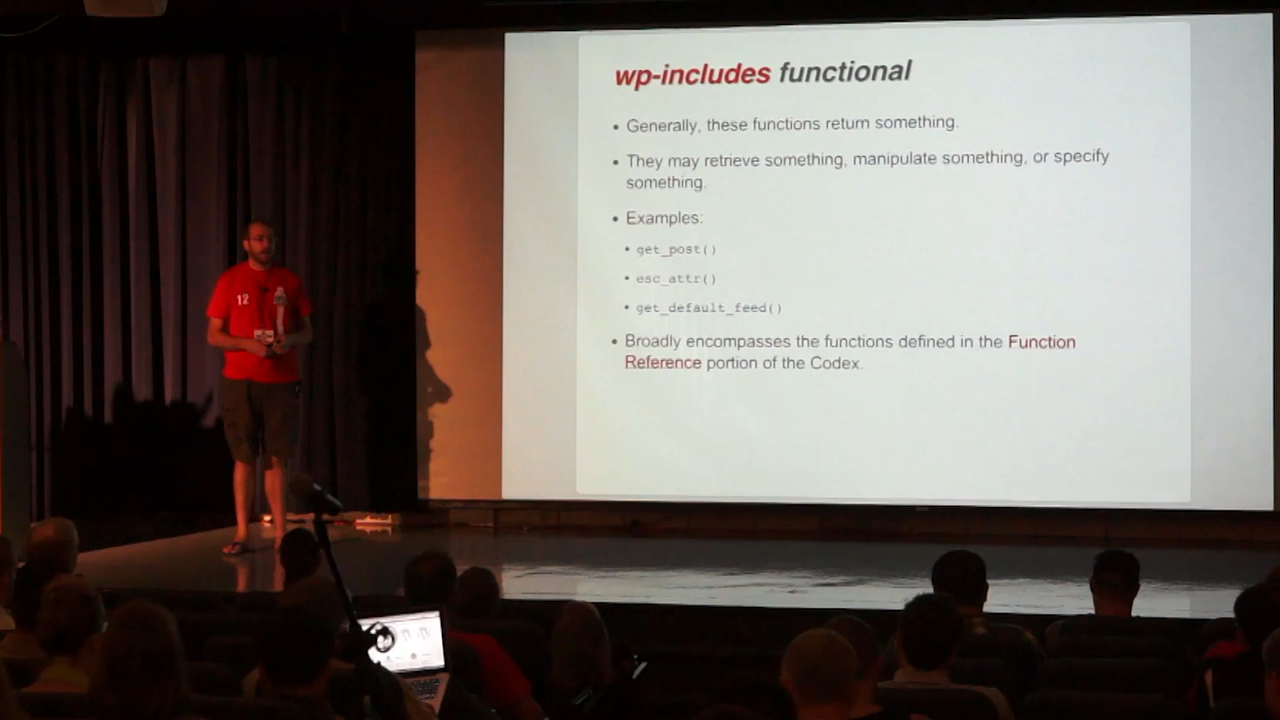 wp-includes functional
• Generally, these functions return something.
• They may retrieve something, manipulate something, or specify
something.
• Examples:
• get_post()
• esc_attr()
• get_default_feed()
• Broadly encompasses the functions defined in the Function
Reference portion of the Codex.
12